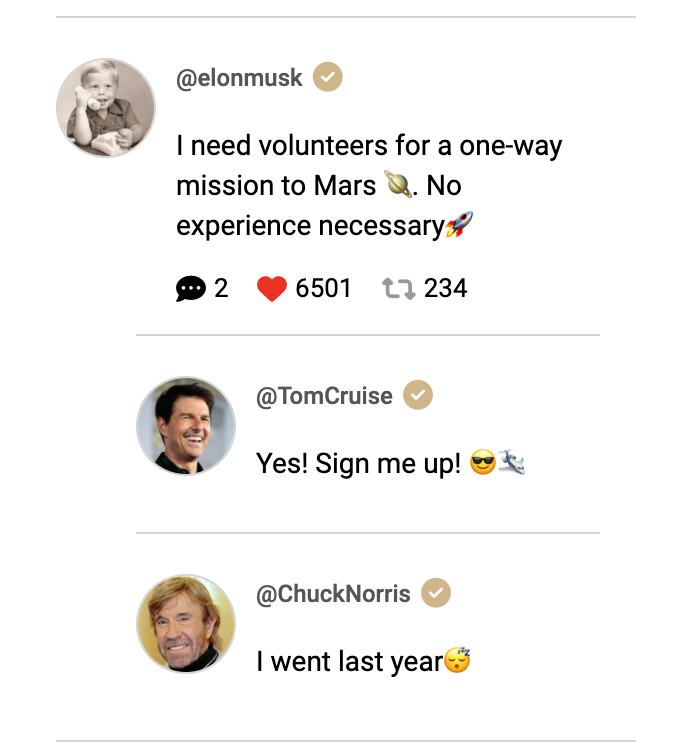 @elonmusk
I need volunteers for a one-way
mission to Mars 🪐. No
experience necessary🚀
2 6501 234
@TomCruise
Yes! Sign me up! 😎🛩️
@ChuckNorris
I went last year😴